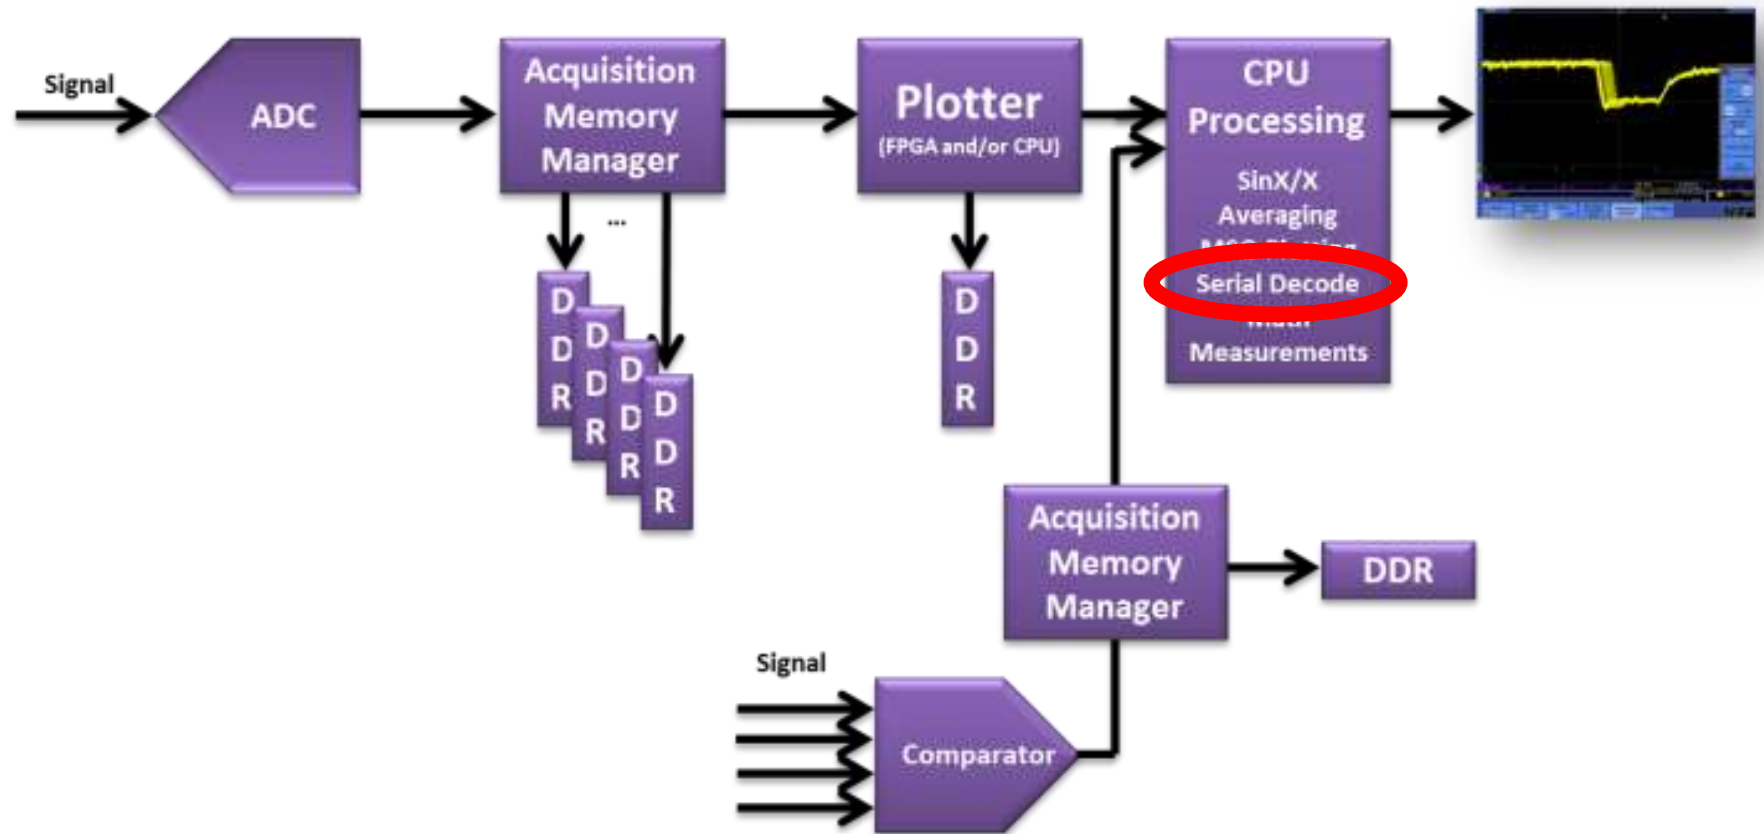 Signal
ADC
Acquisition
Memory
Manager
...
D
D
R
D
D
R
D
D
R
D
D
R
Plotter
(FPGA and/or CPU)
D
D
R
CPU
Processing
SinX/X
Averaging
Serial Decode
Measurements
Acquisition
Memory
Manager
DDR
Signal
Comparator